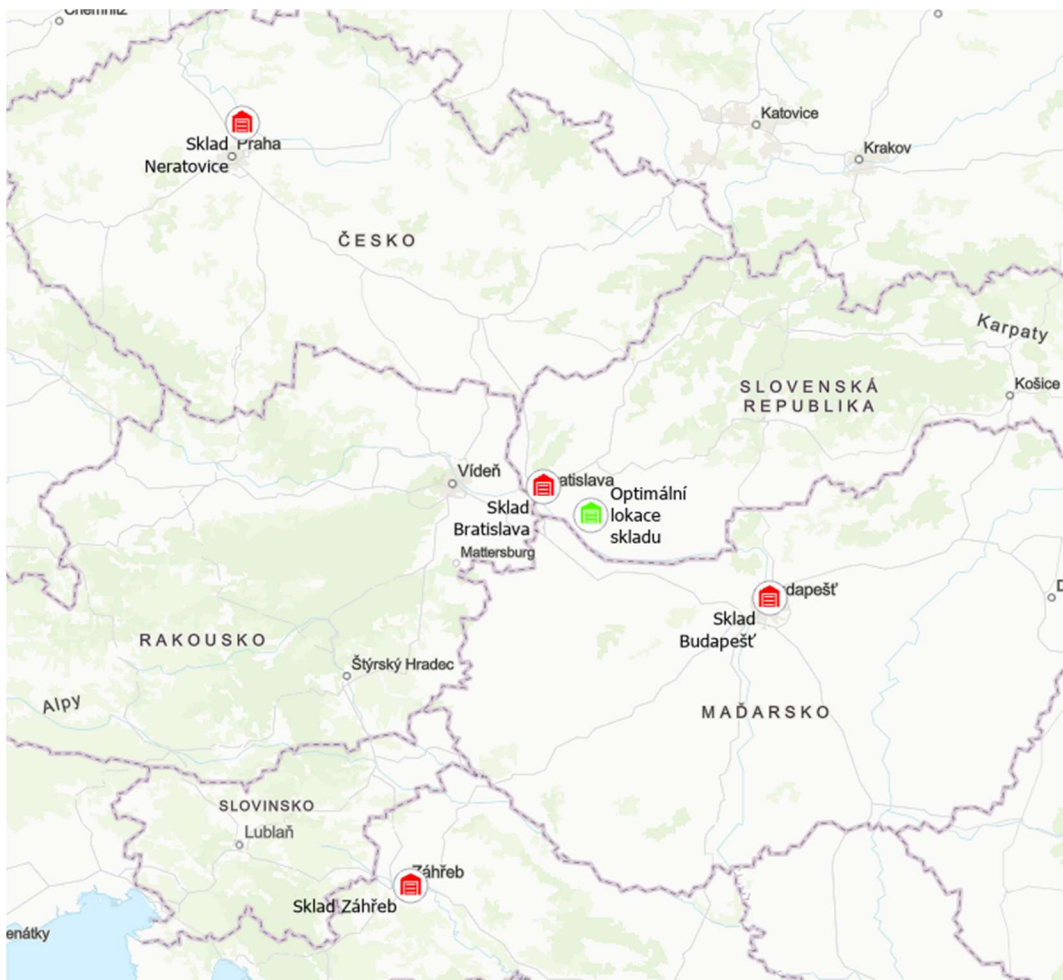 Chemnitz
Katovice
Krakov
Sklad
Praha
Neratovice
ČESKO
Karpaty
SLOVENSKÁ
REPUBLIKA
Košice
Vídeň
atislava
Optimální
lokace
skladu
Sklad
Bratislava
Mattersburg
dapešť
Sklad
Budapešť
D
RAKOUSKO
Štýrský Hradec
Alpy
MAĎARSKO
SLOVINSKO
Lublaň
Záhřeb
Sklad Záhřeb
enátky